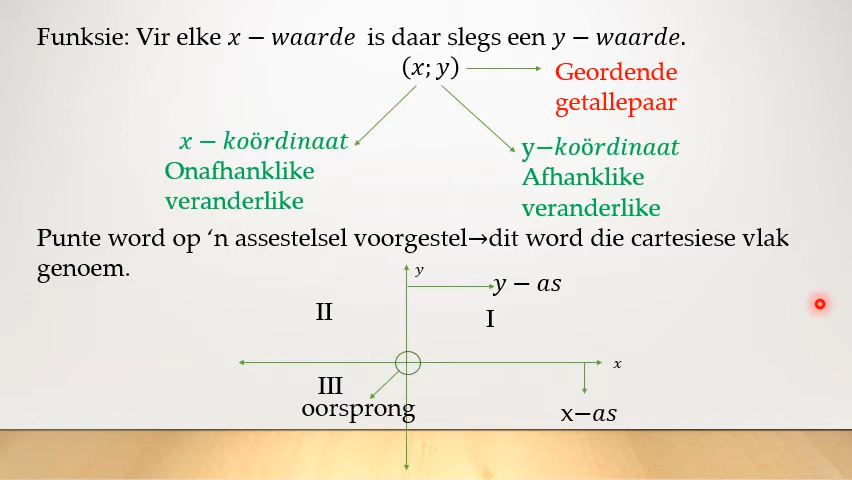 Funksie: Vir elke x − waarde is daar slegs een y − waarde.
(x; y)
Geordende
getallepaar
x − koördinaat
Onafhanklike
veranderlike
y−koördinaat
Afhanklike
veranderlike
Punte word op ‘n assestelsel voorgestel→dit word die cartesiese vlak
genoem.
y
y − as
II
I
x
III
oorsprong
x−as